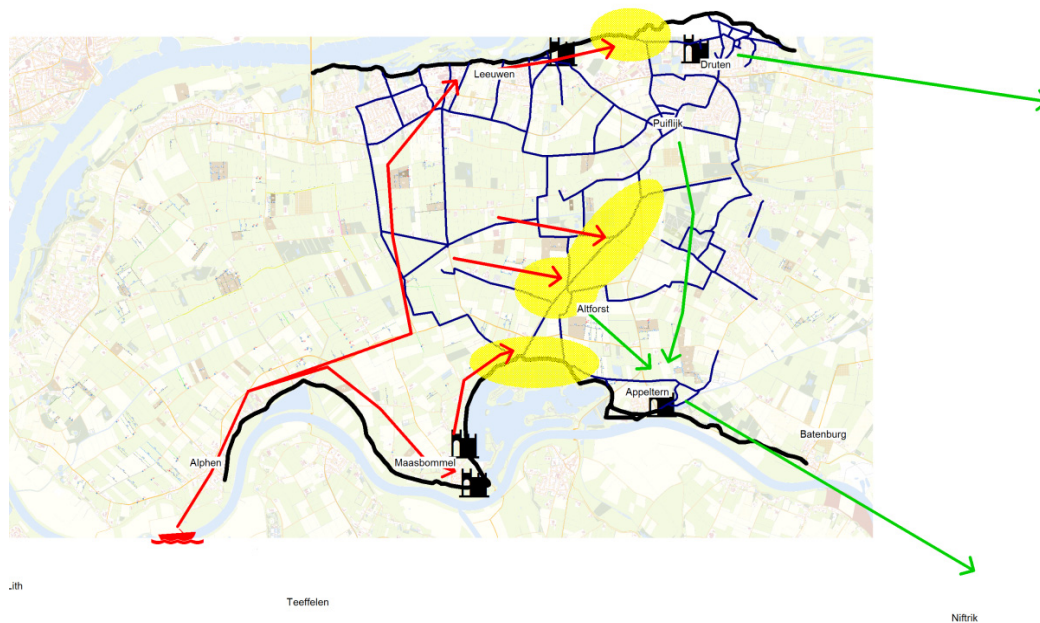 Leeuwen
Druten
Puiflijk
Altforst
Appeltern
Batenburg
Alphen
Maasbommel
Lith
Teeffelen
Niftrik